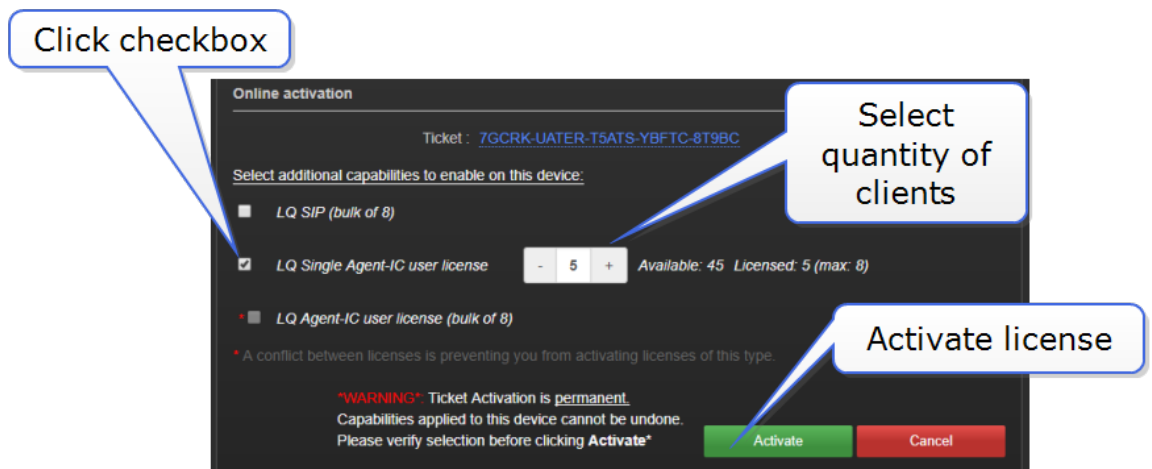 Click checkbox
Online activation
Select
quantity of
clients
Ticket : 7GCRK-UATER-T5ATS-YBFTC-8T9BC
Select additional capabilities to enable on this device:
LQ SIP (bulk of 8)
LQ Single Agent-IC user license - 5 + Available: 45 Licensed: 5 (max: 8)
* LQ Agent-IC user license (bulk of 8)
Activate license
* A conflict between licenses is preventing you from activating licenses of this type.
*WARNING*: Ticket Activation is permanent.
Capabilities applied to this device cannot be undone.
Please verify selection before clicking Activate*
Activate Cancel